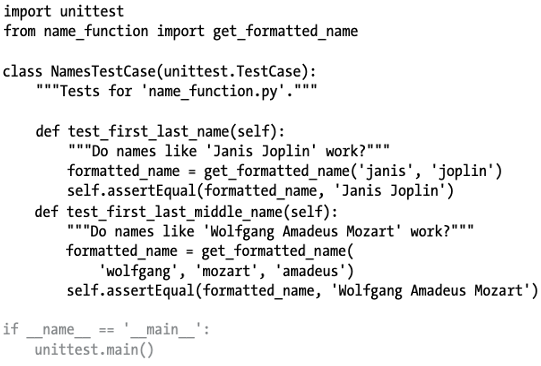 import unittest
from name_function import get_formatted_name

class NamesTestCase(unittest.TestCase):
    """Tests for 'name_function.py'."""

    def test_first_last_name(self):
        """Do names like 'Janis Joplin' work?"""
        formatted_name = get_formatted_name('janis', 'joplin')
        self.assertEqual(formatted_name, 'Janis Joplin')
    def test_first_last_middle_name(self):
        """Do names like 'Wolfgang Amadeus Mozart' work?"""
        formatted_name = get_formatted_name(
            'wolfgang', 'mozart', 'amadeus')
        self.assertEqual(formatted_name, 'Wolfgang Amadeus Mozart')

if __name__ == '__main__':
    unittest.main()